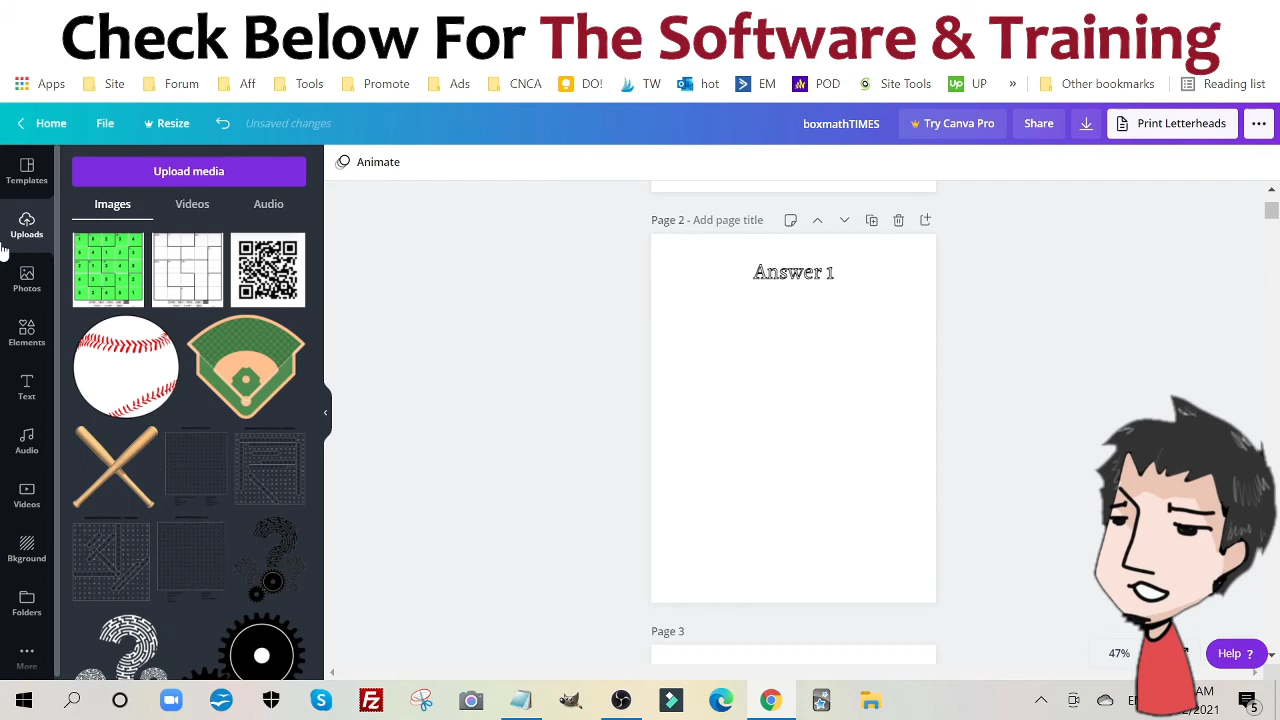 Check Below For The Software & Training
Apps Site Forum Aff Tools Promote Ads CNCA DO! TW hot EM POD Site Tools UP » Other bookmarks Reading list
Home File Resize Unsaved changes boxmathTIMES Try Canva Pro Share Print Letterheads
Animate
Templates
Uploads
Photos
Elements
Text
Audio
Videos
Bkground
Folders
More
Upload media
Images Videos Audio
Page 2 - Add page title
Answer 1
Page 3
47%
Help ?
AM
5